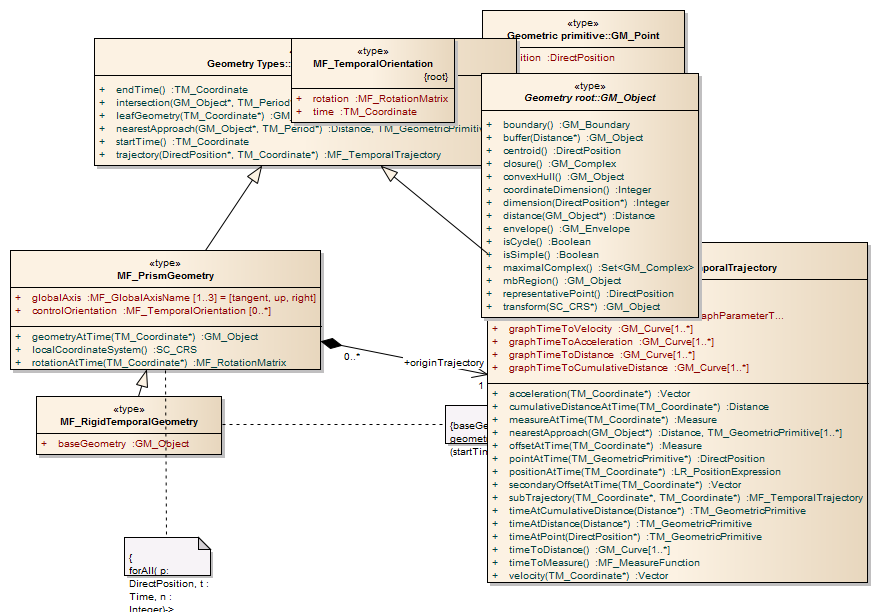 «type»
Geometric primitive::GM_Point
ition :DirectPosition
Geometry Types::
+ endTime() :TM_Coordinate
+ intersection(GM_Object*, TM_Period*
+ leafGeometry(TM_Coordinate*) :GM_
+ nearestApproach(GM_Object*, TM_Period*) :Distance, TM_GeometricPrimitiv
+ startTime() :TM_Coordinate
+ trajectory(DirectPosition*, TM_Coordinate*) :MF_TemporalTrajectory
«type»
MF_TemporalOrientation
{root}
+ rotation :MF_RotationMatrix
+ time :TM_Coordinate
«type»
Geometry root::GM_Object
+ boundary() :GM_Boundary
+ buffer(Distance*) :GM_Object
+ centroid() :DirectPosition
+ closure() :GM_Complex
+ convexHull() :GM_Object
+ coordinateDimension() :Integer
+ dimension(DirectPosition*) :Integer
+ distance(GM_Object*) :Distance
+ envelope() :GM_Envelope
+ isCycle() :Boolean
+ isSimple() :Boolean
+ maximalComplex() :Set<GM_Complex>
+ mbRegion() :GM_Object
+ representativePoint() :DirectPosition
+ transform(SC_CRS*) :GM_Object
«type»
MF_PrismGeometry
+ globalAxis :MF_GlobalAxisName [1..3] = [tangent, up, right]
+ controlOrientation :MF_TemporalOrientation [0..*]
+ geometryAtTime(TM_Coordinate*) :GM_Object
+ localCoordinateSystem() :SC_CRS
+ rotationAtTime(TM_Coordinate*) :MF_RotationMatrix
0..*
+originTrajectory
1
poralTrajectory
aphParameterT...
+ graphTimeToVelocity :GM_Curve[1..*]
+ graphTimeToAcceleration :GM_Curve[1..*]
+ graphTimeToDistance :GM_Curve[1..*]
+ graphTimeToCumulativeDistance :GM_Curve[1..*]
+ acceleration(TM_Coordinate*) :Vector
+ cumulativeDistanceAtTime(TM_Coordinate*) :Distance
+ measureAtTime(TM_Coordinate*) :Measure
+ nearestApproach(GM_Object*) :Distance, TM_GeometricPrimitive[1..*]
+ offsetAtTime(TM_Coordinate*) :Measure
+ pointAtTime(TM_GeometricPrimitive*) :DirectPosition
+ positionAtTime(TM_Coordinate*) :LR_PositionExpression
+ secondaryOffsetAtTime(TM_Coordinate*) :Vector
+ subTrajectory(TM_Coordinate*, TM_Coordinate*) :MF_TemporalTrajectory
+ timeAtCumulativeDistance(Distance*) :TM_GeometricPrimitive
+ timeAtDistance(Distance*) :TM_GeometricPrimitive
+ timeAtPoint(DirectPosition*) :TM_GeometricPrimitive
+ timeToDistance() :GM_Curve[1..*]
+ timeToMeasure() :MF_MeasureFunction
+ velocity(TM_Coordinate*) :Vector
«type»
MF_RigidTemporalGeometry
+ baseGeometry :GM_Object
{baseGe
geometr
(startTin
{
forAll( p:
DirectPosition, t :
Time, n :
Integer)->